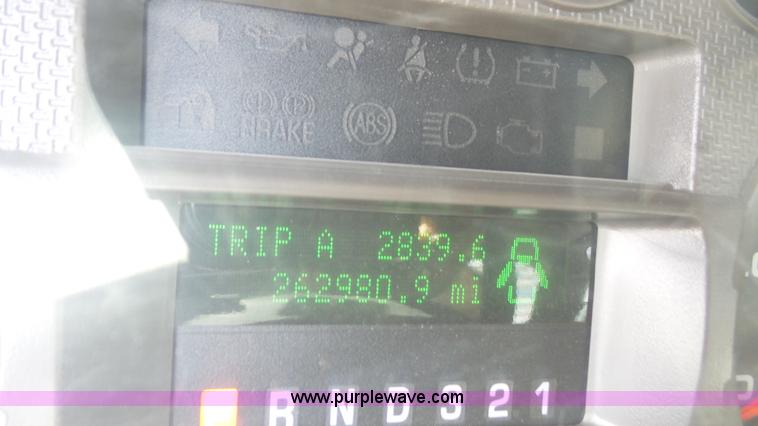 BRAKE (ABS)
TRIP A 2839.6
262980.9 mi
R N D 3 2 1
www.purplewave.com